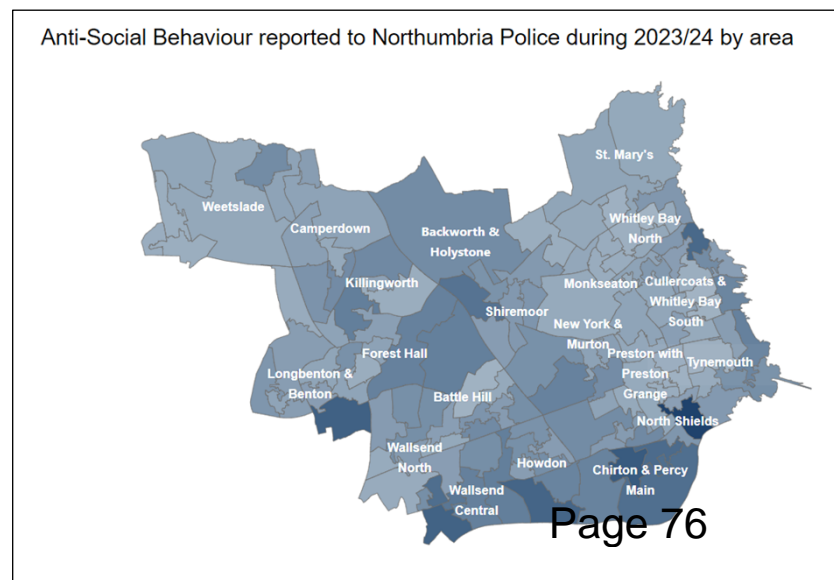 Anti-Social Behaviour reported to Northumbria Police during 2023/24 by area
St. Mary's
Weetslade
Camperdown
Backworth &
Holystone
Whitley Bay
North
Killingworth
Monkseaton
Cullercoats &
Whitley Bay
South
Shiremoor
New York &
Murton
Forest Hall
Preston with
Preston
Grange
Tynemouth
Longbenton &
Benton
Battle Hill
North Shields
Wallsend
North
Howdon
Chirton & Percy
Main
Wallsend
Central
Page 76